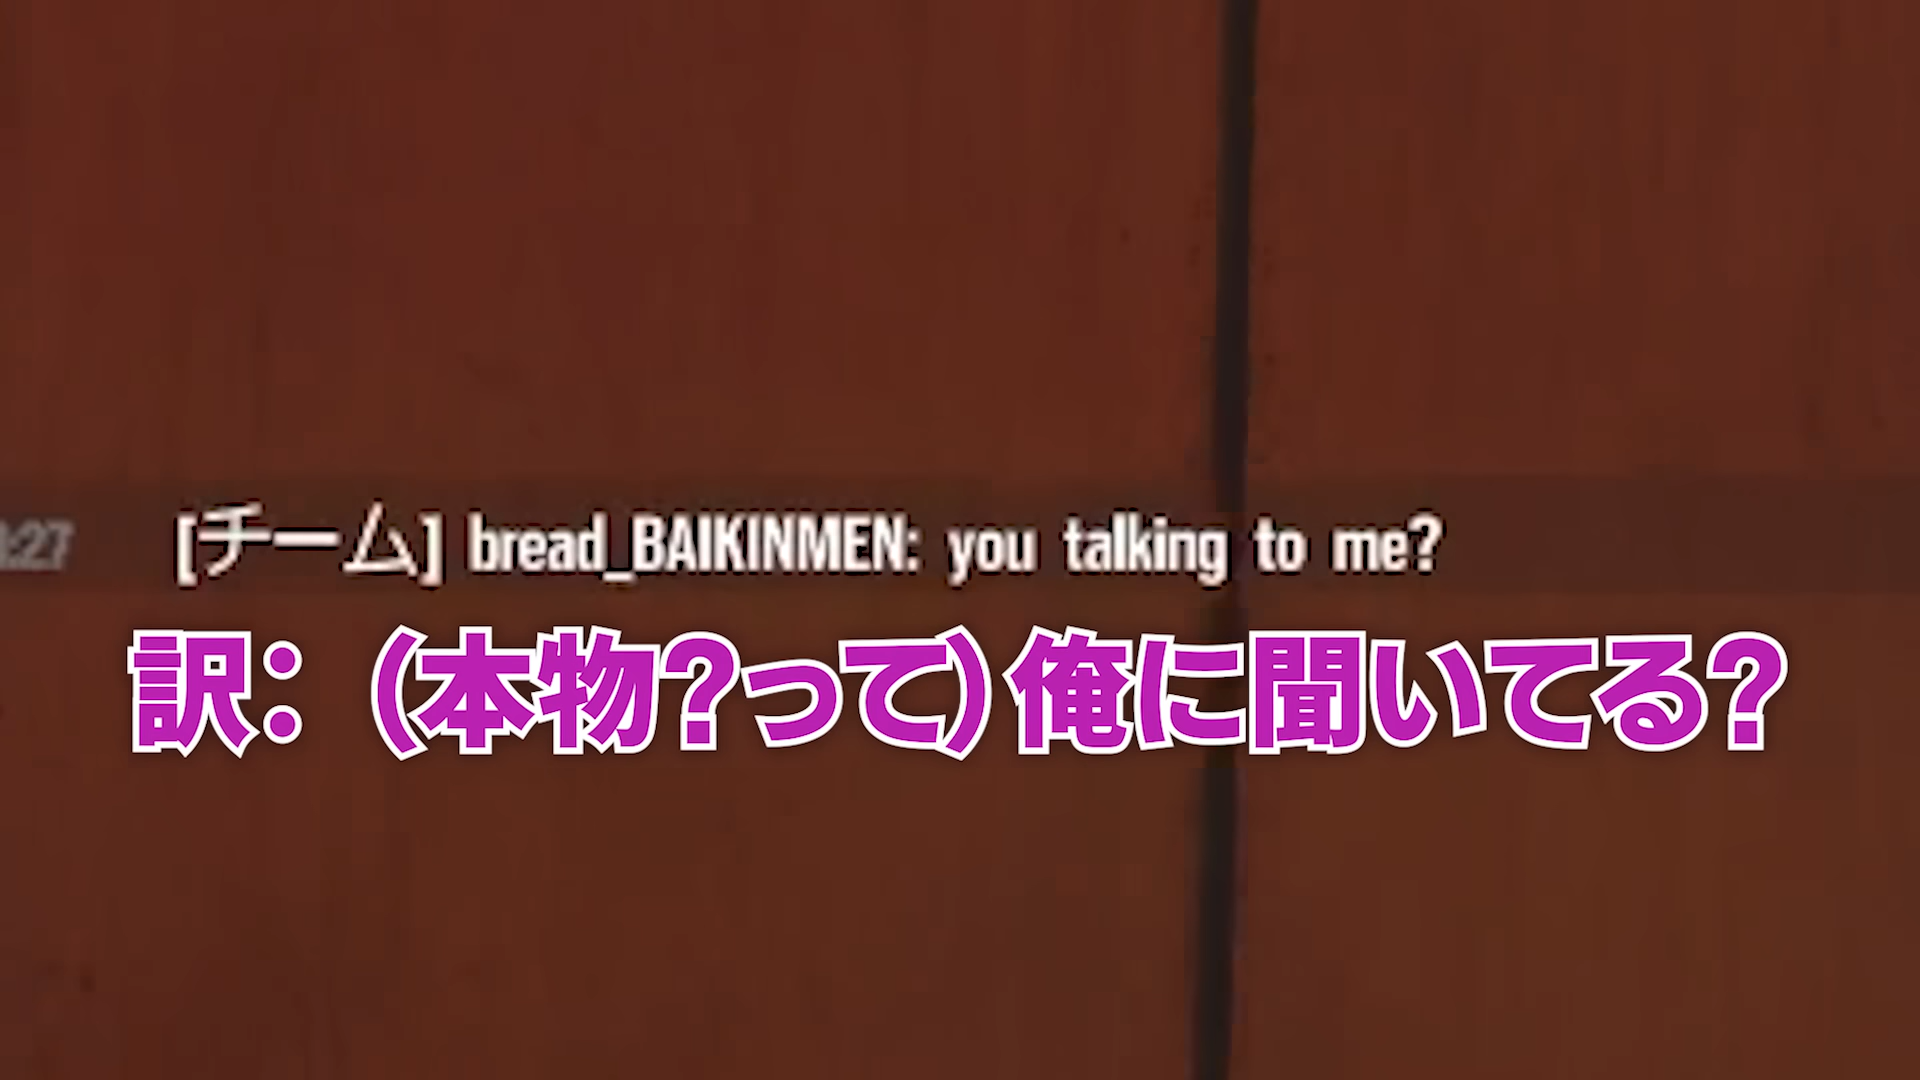 :27 [チーム] bread_BAIKINMEN: you talking to me?
訳：（本物？って）俺に聞いてる？